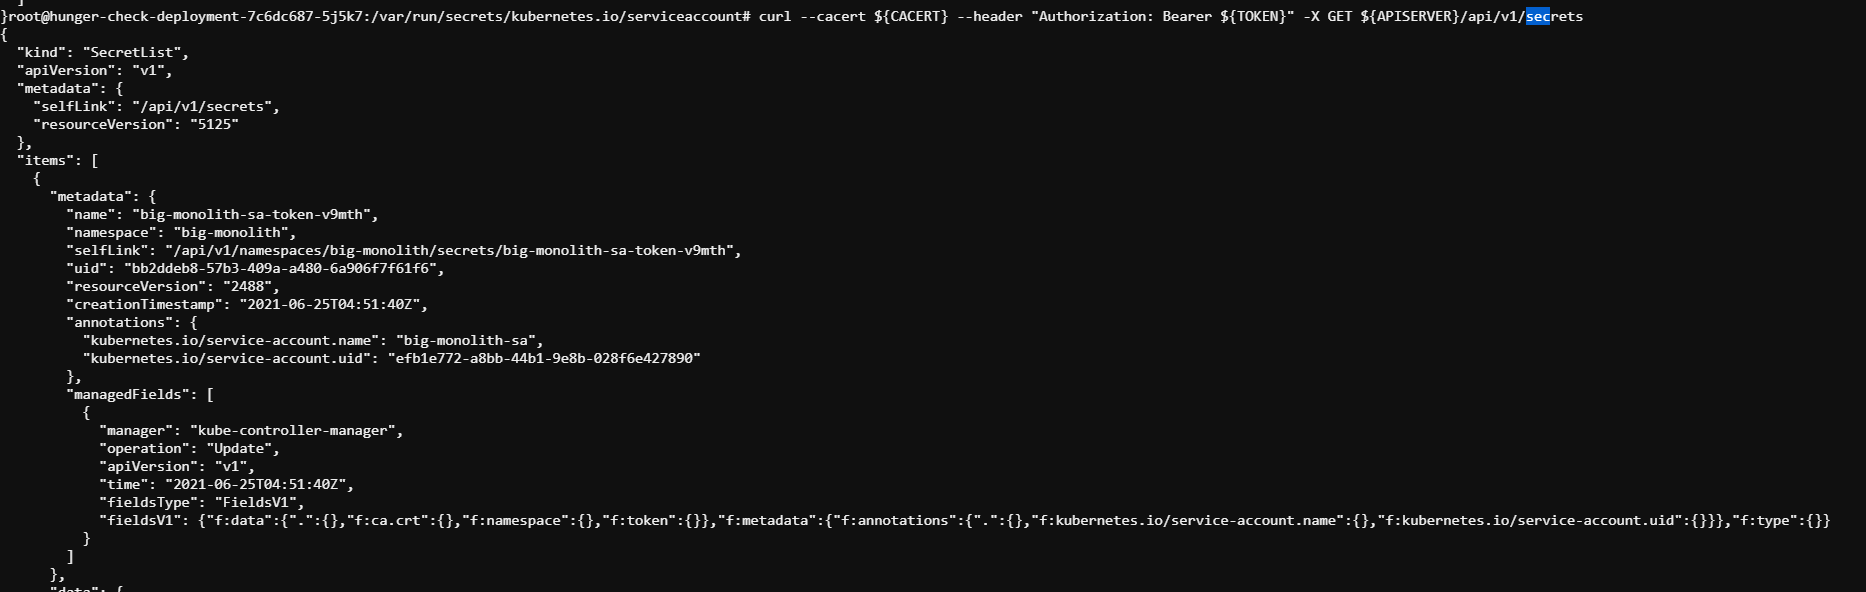 ]
}root@hunger-check-deployment-7c6dc687-5j5k7:/var/run/secrets/kubernetes.io/serviceaccount# curl --cacert ${CACERT} --header "Authorization: Bearer ${TOKEN}" -X GET ${APISERVER}/api/v1/secrets
{
  "kind": "SecretList",
  "apiVersion": "v1",
  "metadata": {
    "selfLink": "/api/v1/secrets",
    "resourceVersion": "5125"
  },
  "items": [
    {
      "metadata": {
        "name": "big-monolith-sa-token-v9mth",
        "namespace": "big-monolith",
        "selfLink": "/api/v1/namespaces/big-monolith/secrets/big-monolith-sa-token-v9mth",
        "uid": "bb2ddeb8-57b3-409a-a480-6a906f7f61f6",
        "resourceVersion": "2488",
        "creationTimestamp": "2021-06-25T04:51:40Z",
        "annotations": {
          "kubernetes.io/service-account.name": "big-monolith-sa",
          "kubernetes.io/service-account.uid": "efb1e772-a8bb-44b1-9e8b-028f6e427890"
        },
        "managedFields": [
          {
            "manager": "kube-controller-manager",
            "operation": "Update",
            "apiVersion": "v1",
            "time": "2021-06-25T04:51:40Z",
            "fieldsType": "FieldsV1",
            "fieldsV1": {"f:data":{".":{},"f:ca.crt":{},"f:namespace":{},"f:token":{}},"f:metadata":{"f:annotations":{".":{},"f:kubernetes.io/service-account.name":{},"f:kubernetes.io/service-account.uid":{}}},"f:type":{}}
          }
        ]
      },
      "data": {